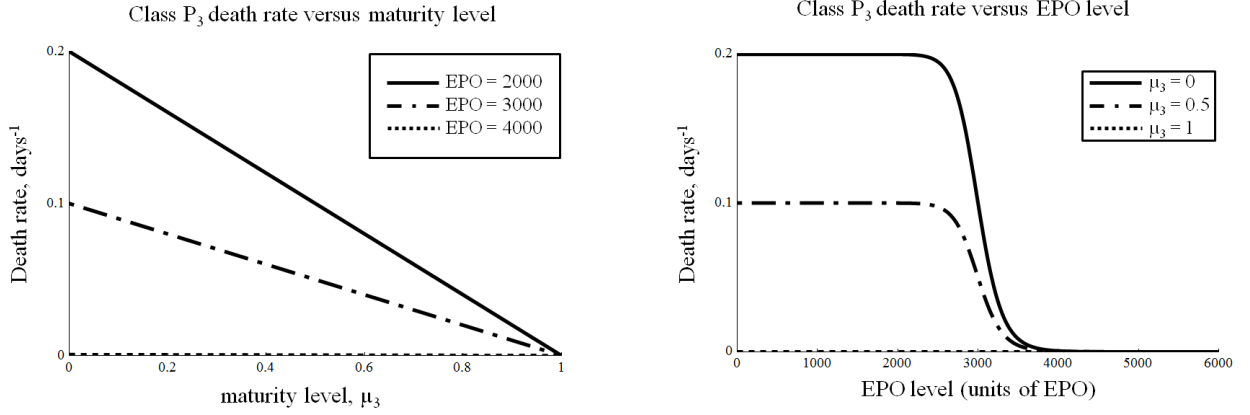 Class P₃ death rate versus maturity level
0.2
0.1
0
Death rate, days⁻¹
EPO = 2000
EPO = 3000
EPO = 4000
0 0.2 0.4 0.6 0.8 1
maturity level, μ₃
Class P₃ death rate versus EPO level
0.2
0.1
0
Death rate, days⁻¹
μ₃ = 0
μ₃ = 0.5
μ₃ = 1
0 1000 2000 3000 4000 5000 6000
EPO level (units of EPO)